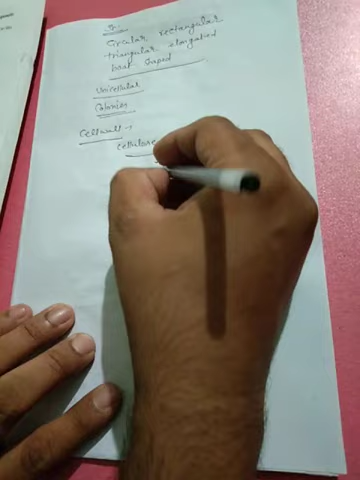 Circular rectangular
triangular elongated
boat shaped
Unicellular
Colonies
Cellwall →
Cellulose